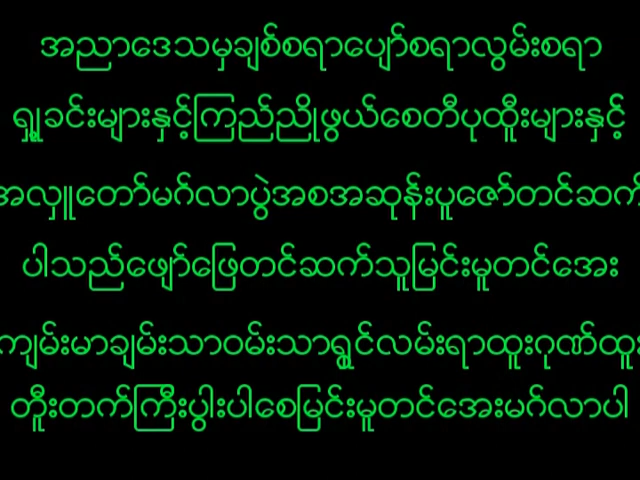 အညာဒေသမှချစ်စရာပျော်စရာလွမ်းစရာ
ရှုခင်းများနှင့်ကြည်ညိုဖွယ်စေတီပုထိူးများနှင့်
အလှူတော်မင်္ဂလာပွဲအစအဆုန်းပူဇော်တင်ဆက်
ပါသည်ဖျော်ဖြေတင်ဆက်သူမြင်းမူတင်အေး
ကျမ်းမာချမ်းသာဝမ်းသာရွှင်လမ်းရာထူးဂုဏ်ထူး
တိူးတက်ကြီးပွါးပါစေမြင်းမူတင်အေးမင်္ဂလာပါ